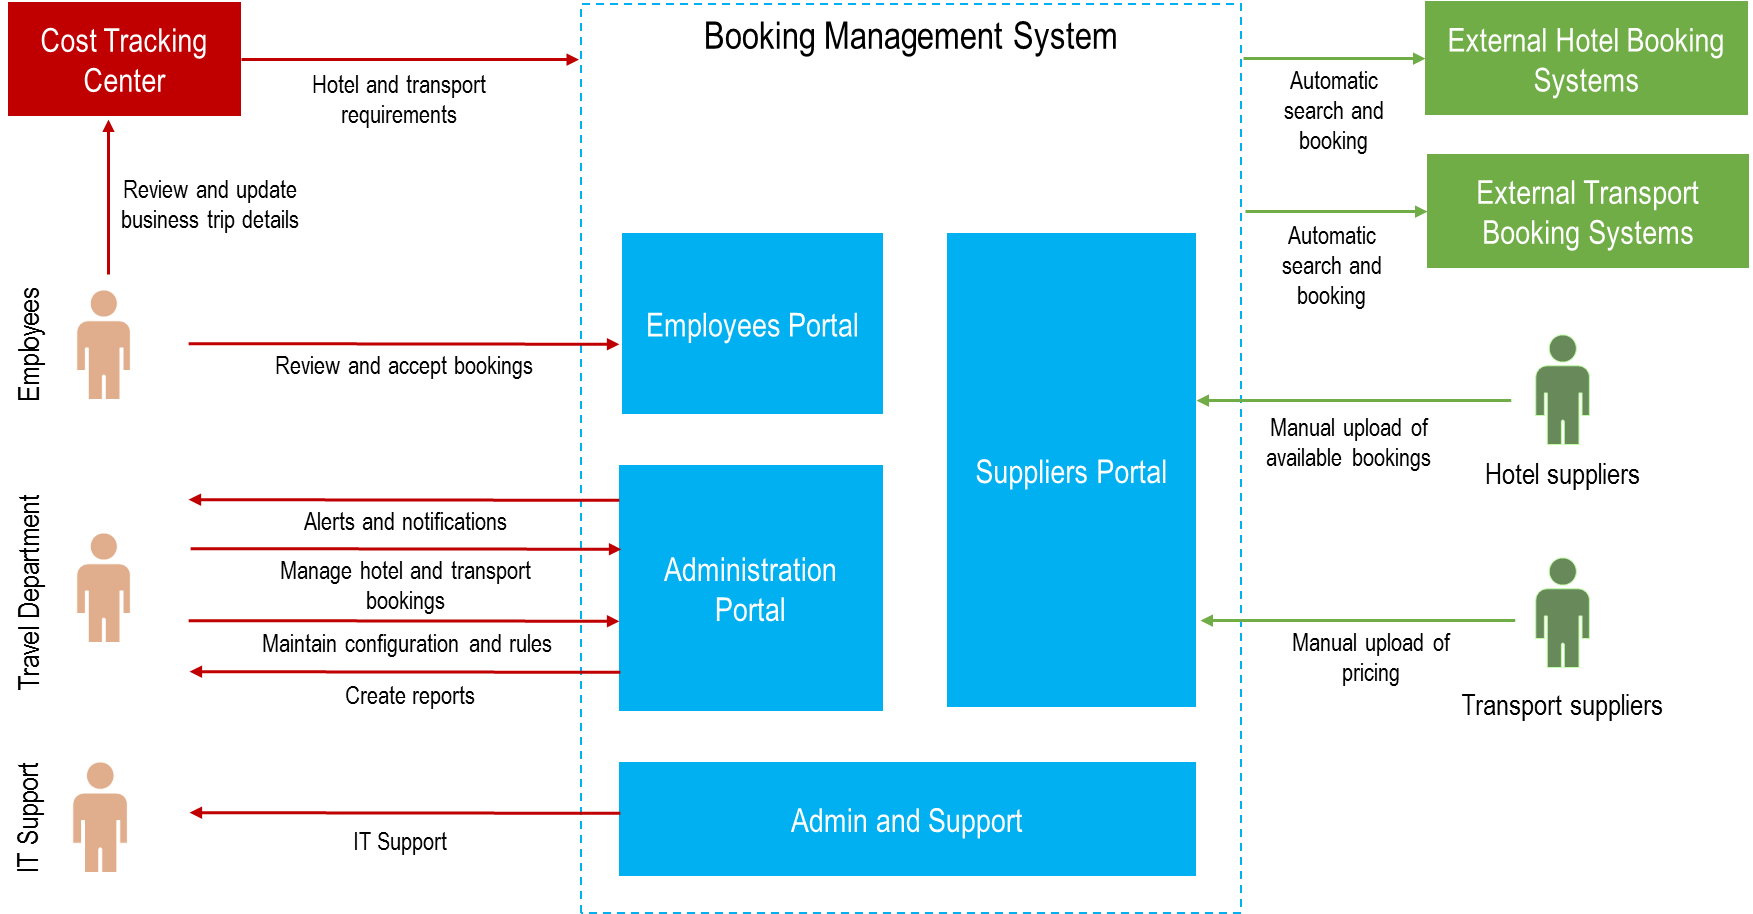 Cost Tracking
Center
Hotel and transport
requirements
Booking Management System
Automatic
search and
booking
External Hotel Booking
Systems
Review and update
business trip details
Automatic
search and
booking
External Transport
Booking Systems
Employees
Review and accept bookings
Employees Portal
Suppliers Portal
Manual upload of
available bookings
Hotel suppliers
Travel Department
Alerts and notifications
Manage hotel and transport
bookings
Maintain configuration and rules
Create reports
Administration
Portal
Manual upload of
pricing
Transport suppliers
IT Support
IT Support
Admin and Support